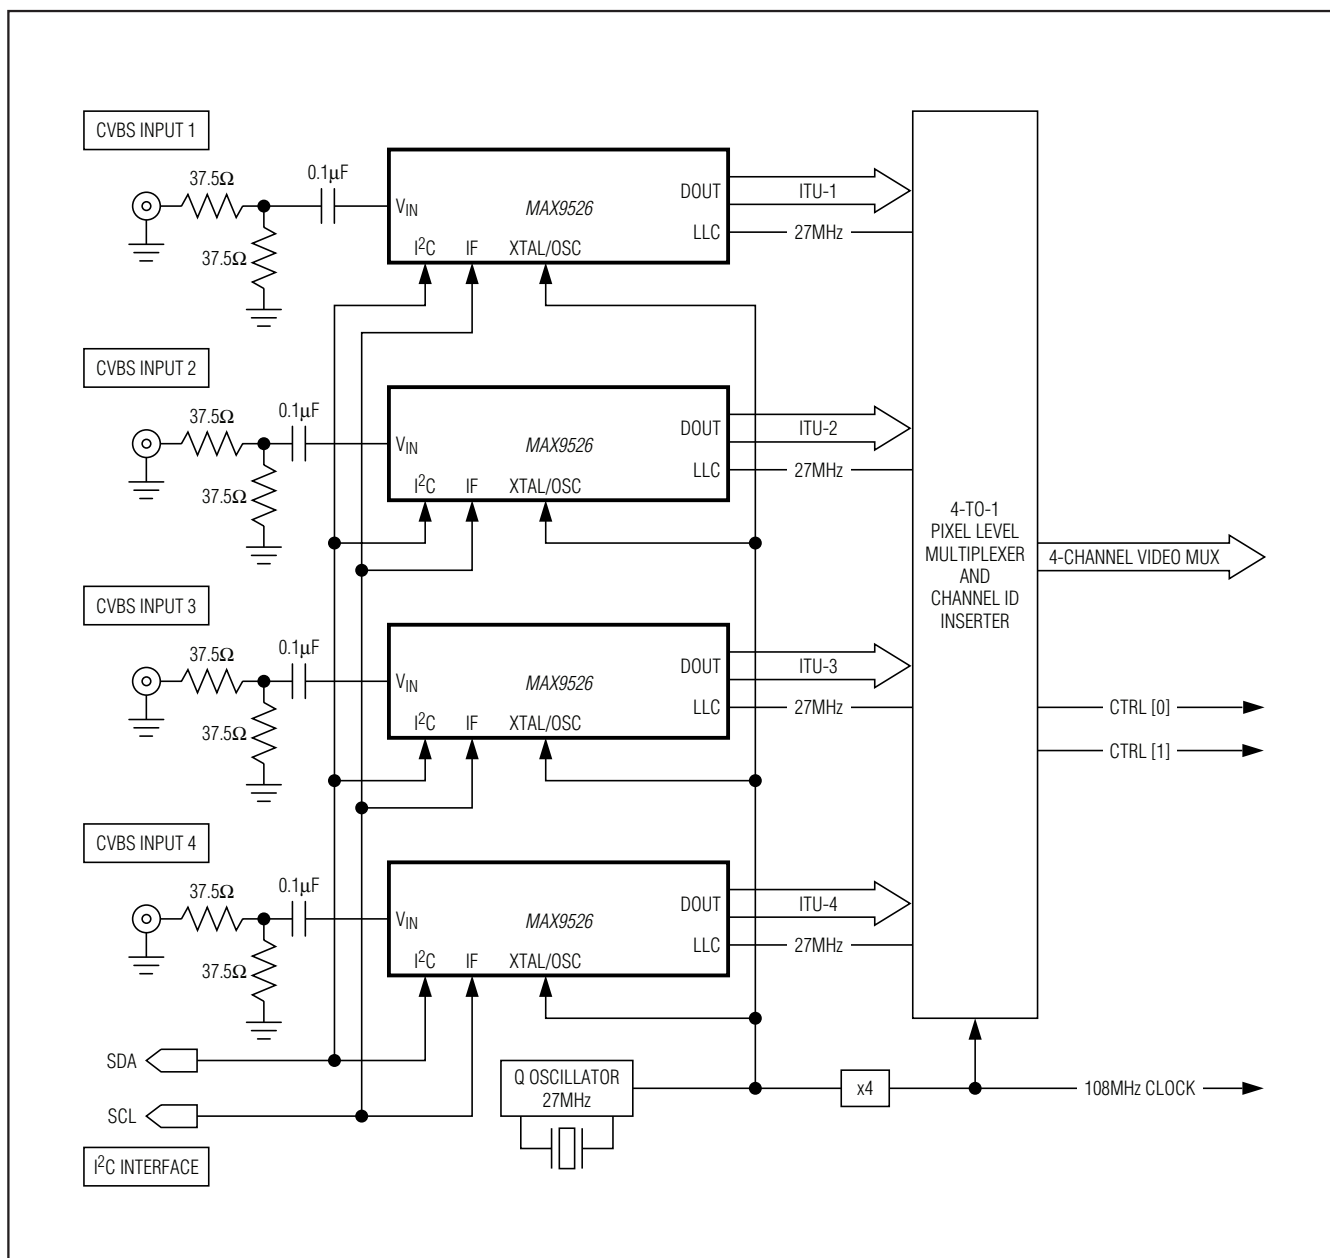 CVBS INPUT 1
37.5Ω
0.1µF
37.5Ω
VIN
MAX9526
DOUT
LLC
I2C
IF
XTAL/OSC
ITU-1
27MHz
CVBS INPUT 2
37.5Ω
0.1µF
37.5Ω
VIN
MAX9526
DOUT
LLC
I2C
IF
XTAL/OSC
ITU-2
27MHz
CVBS INPUT 3
37.5Ω
0.1µF
37.5Ω
VIN
MAX9526
DOUT
LLC
I2C
IF
XTAL/OSC
ITU-3
27MHz
CVBS INPUT 4
37.5Ω
0.1µF
37.5Ω
VIN
MAX9526
DOUT
LLC
I2C
IF
XTAL/OSC
ITU-4
27MHz
4-TO-1
PIXEL LEVEL
MULTIPLEXER
AND
CHANNEL ID
INSERTER
4-CHANNEL VIDEO MUX
CTRL [0]
CTRL [1]
SDA
SCL
I2C INTERFACE
Q OSCILLATOR
27MHz
x4
108MHz CLOCK